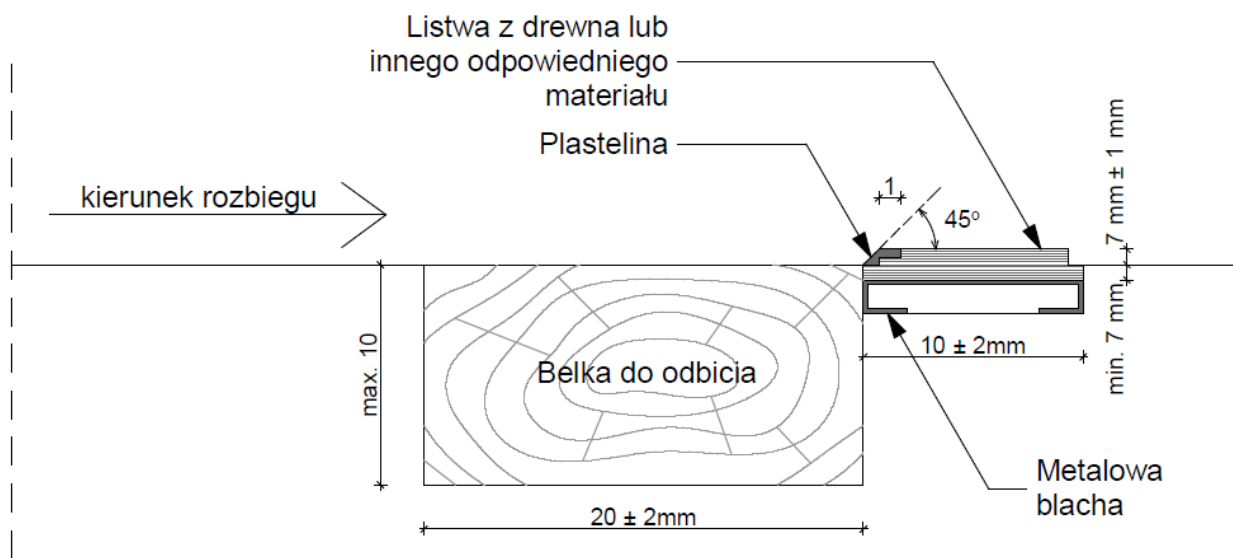 Listwa z drewna lub
innego odpowiedniego
materiału
Plastelina
kierunek rozbiegu
1
45°
7 mm ± 1 mm
min. 7 mm
10 ± 2mm
max. 10
Belka do odbicia
20 ± 2mm
Metalowa
blacha